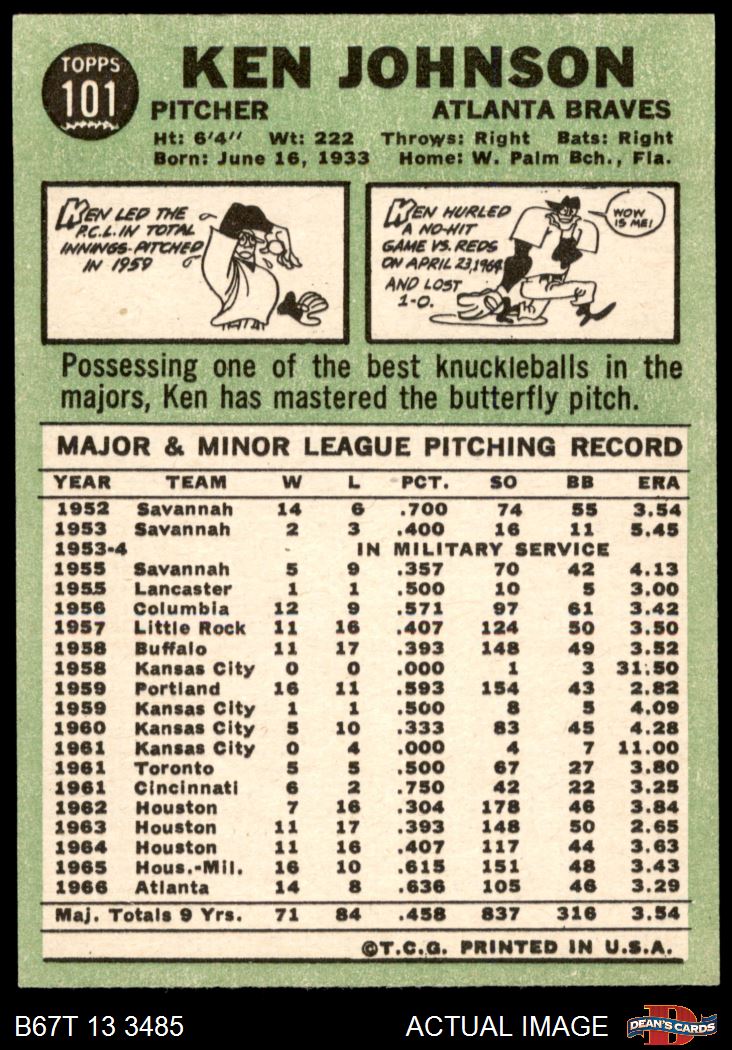 TOPPS
101
KEN JOHNSON
PITCHER ATLANTA BRAVES
Ht: 6'4" Wt: 222 Throws: Right Bats: Right
Born: June 16, 1933 Home: W. Palm Bch., Fla.
KEN LED THE
P.C.L. IN TOTAL
INNINGS-PITCHED
IN 1959
KEN HURLED
A NO-HIT
GAME VS. REDS
ON APRIL 23, 1964
AND LOST
1-0.
WOW
IS ME!
Possessing one of the best knuckleballs in the
majors, Ken has mastered the butterfly pitch.
MAJOR & MINOR LEAGUE PITCHING RECORD
YEAR TEAM W L PCT. SO BB ERA
1952 Savannah 14 6 .700 74 55 3.54
1953 Savannah 2 3 .400 16 11 5.45
1953-4 IN MILITARY SERVICE
1955 Savannah 5 9 .357 70 42 4.13
1955 Lancaster 1 1 .500 10 5 3.00
1956 Columbia 12 9 .571 97 61 3.42
1957 Little Rock 11 16 .407 124 50 3.50
1958 Buffalo 11 17 .393 148 49 3.52
1958 Kansas City 0 0 .000 1 3 31.50
1959 Portland 16 11 .593 154 43 2.82
1959 Kansas City 1 1 .500 8 5 4.09
1960 Kansas City 5 10 .333 83 45 4.28
1961 Kansas City 0 4 .000 4 7 11.00
1961 Toronto 5 5 .500 67 27 3.80
1961 Cincinnati 6 2 .750 42 22 3.25
1962 Houston 7 16 .304 178 46 3.84
1963 Houston 11 17 .393 148 50 2.65
1964 Houston 11 16 .407 117 44 3.63
1965 Hous.-Mil. 16 10 .615 151 48 3.43
1966 Atlanta 14 8 .636 105 46 3.29
Maj. Totals 9 Yrs. 71 84 .458 837 316 3.54
©T.C.G. PRINTED IN U.S.A.
B67T 13 3485 ACTUAL IMAGE
D
DEAN'S CARDS